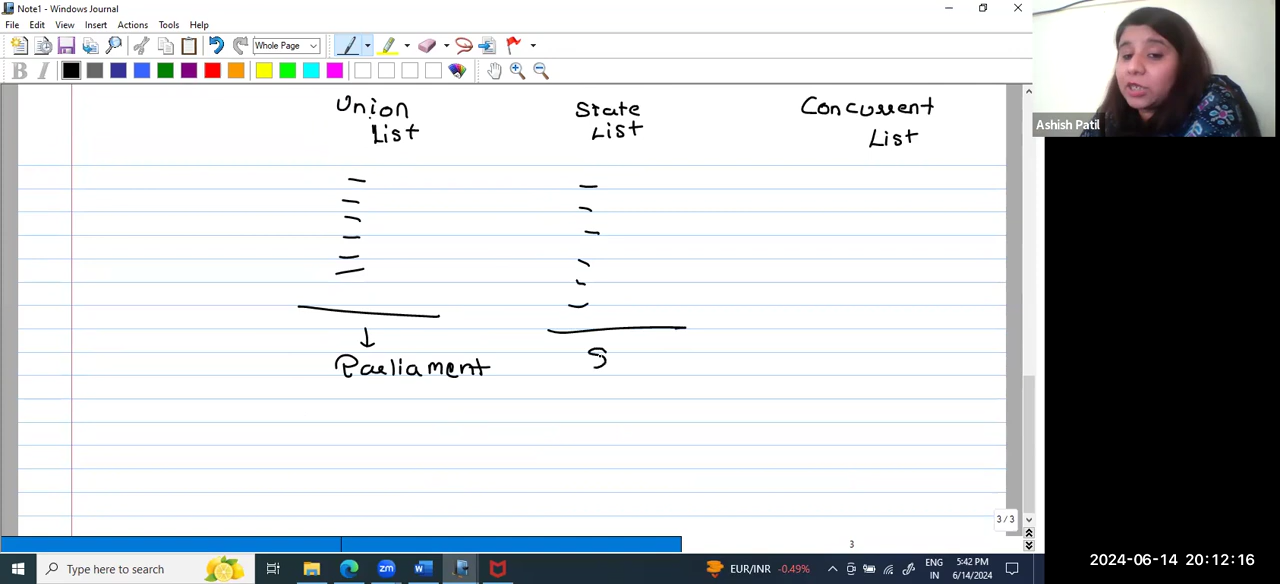 Note1 - Windows Journal
File Edit View Insert Actions Tools Help
Whole Page
B I
Union List
State List
Concurrent List
Parliament
S
Ashish Patil
3 / 3
3
Type here to search
EUR/INR -0.49%
ENG IN
5:42 PM
6/14/2024
2024-06-14 20:12:16